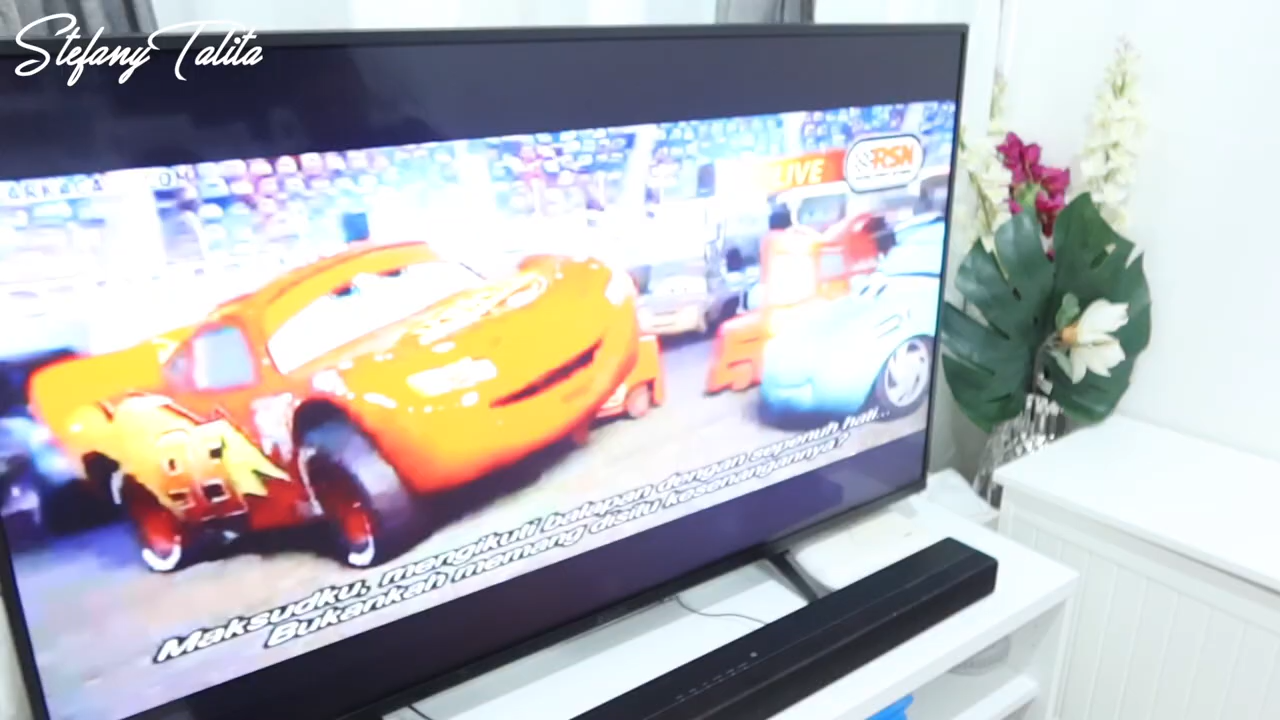 Stefany Talita
LIVE
RSN
Maksudku, mengikuti balapan dengan sepenuh hati...
Bukankah memang disitu kesenangannya?